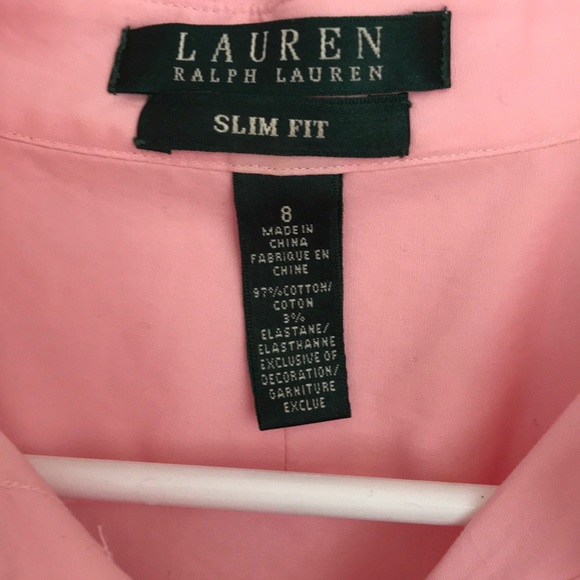 LAUREN
RALPH LAUREN
SLIM FIT
8
MADE IN
CHINA
FABRIQUE EN
CHINE
97%COTTON/
COTON
3%
ELASTANE/
ELASTHANNE
EXCLUSIVE OF
DECORATION/
GARNITURE
EXCLUE